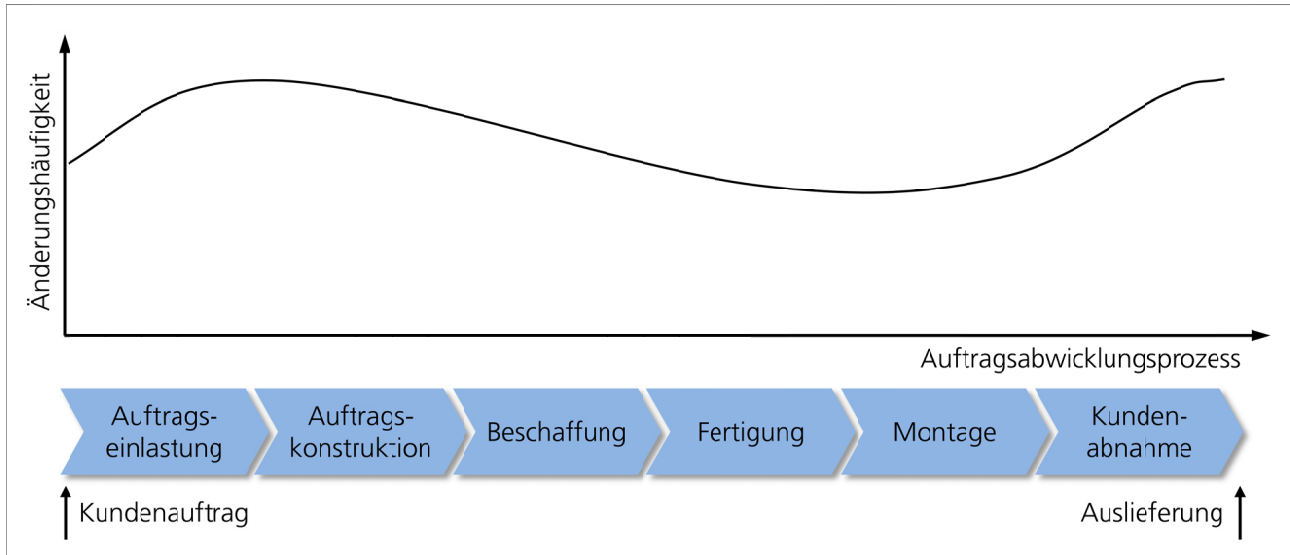 Änderungshäufigkeit
Auftragsabwicklungsprozess
Auftrags-
einlastung
Auftrags-
konstruktion
Beschaffung
Fertigung
Montage
Kunden-
abnahme
Kundenauftrag
Auslieferung